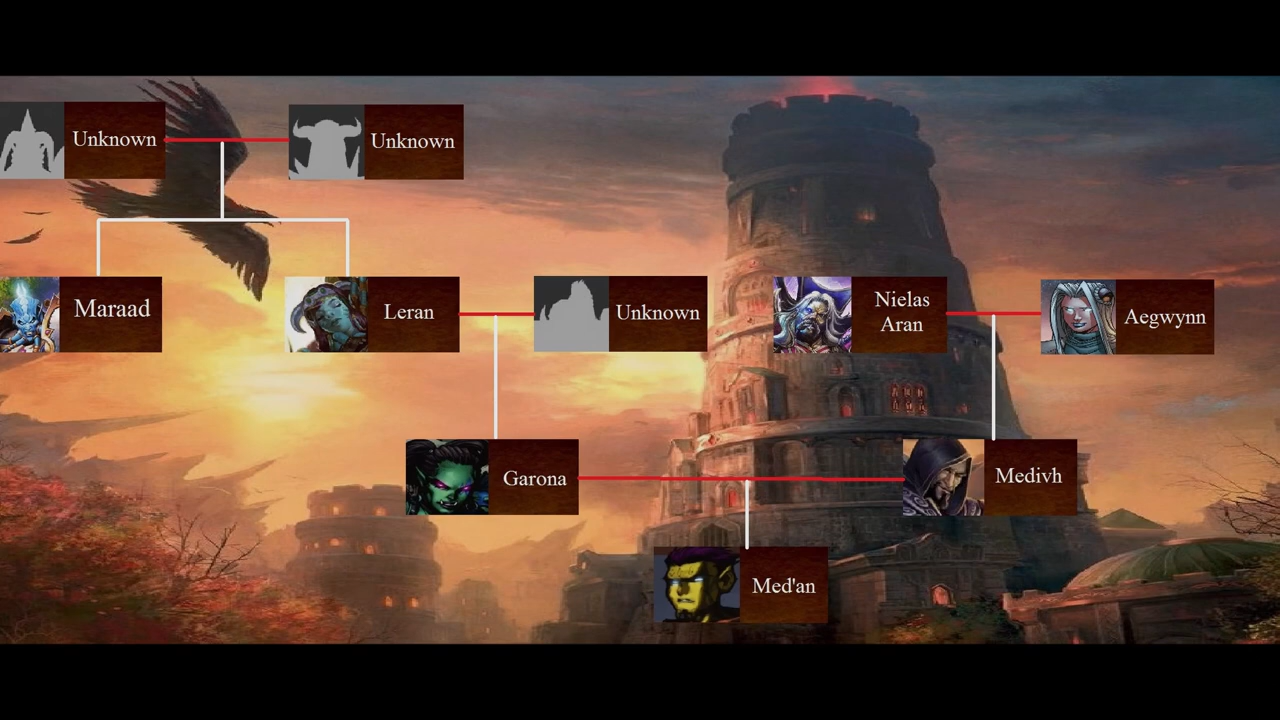 Unknown
Unknown
Maraad
Leran
Unknown
Nielas
Aran
Aegwynn
Garona
Medivh
Med'an